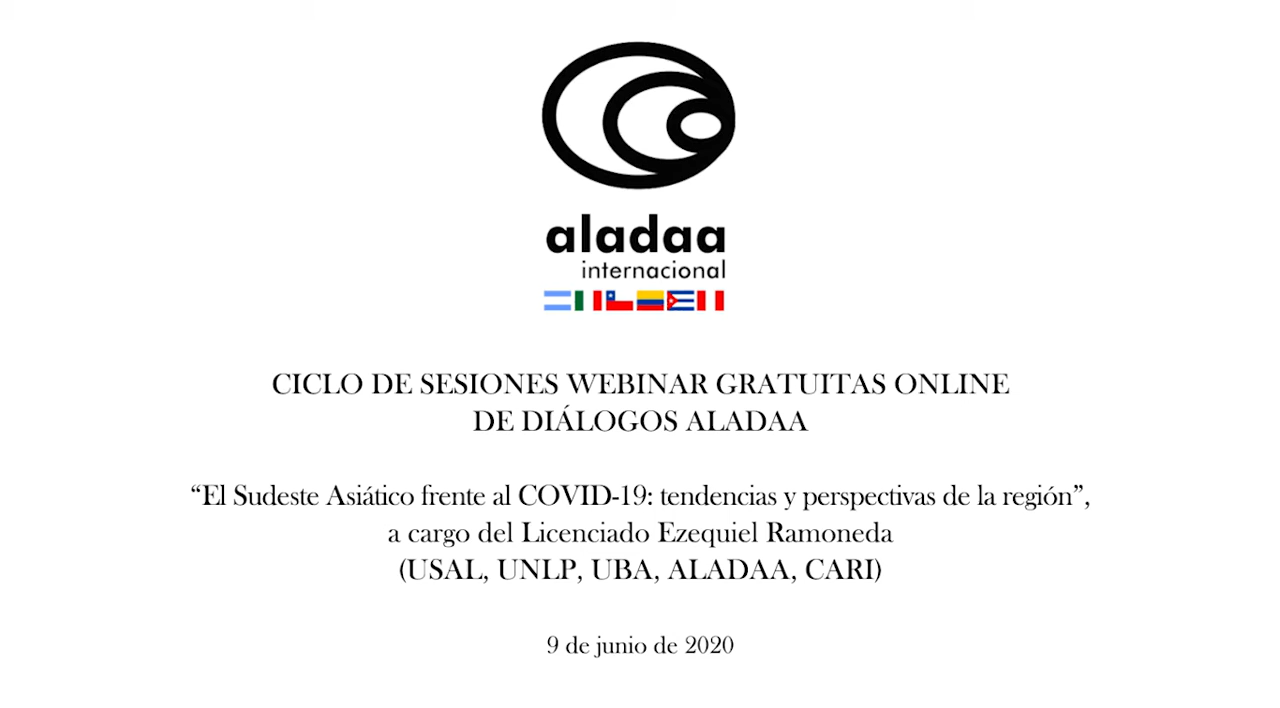 aladaa
internacional
CICLO DE SESIONES WEBINAR GRATUITAS ONLINE
DE DIÁLOGOS ALADAA
“El Sudeste Asiático frente al COVID-19: tendencias y perspectivas de la región”,
a cargo del Licenciado Ezequiel Ramoneda
(USAL, UNLP, UBA, ALADAA, CARI)
9 de junio de 2020